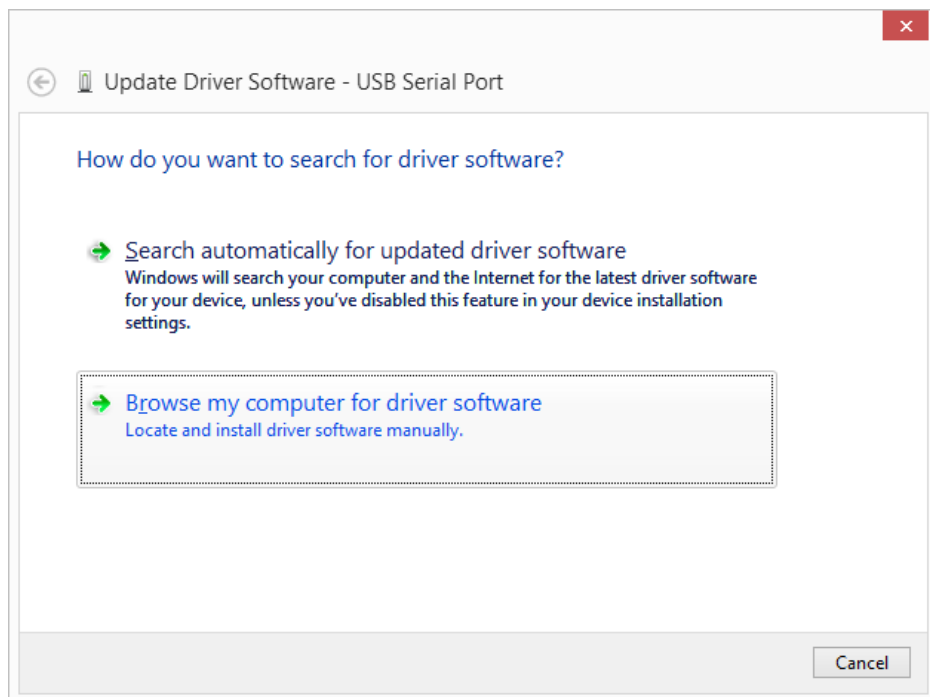 Update Driver Software - USB Serial Port
How do you want to search for driver software?
Search automatically for updated driver software
Windows will search your computer and the Internet for the latest driver software
for your device, unless you've disabled this feature in your device installation
settings.
Browse my computer for driver software
Locate and install driver software manually.
Cancel